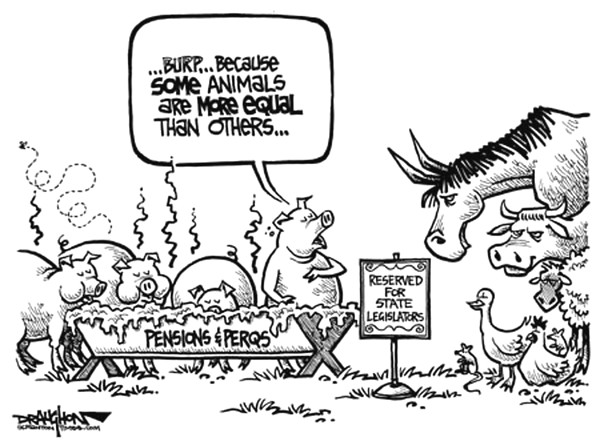 ...BURP... BECAUSE
SOME ANIMALS
ARE MORE EQUAL
THAN OTHERS...
RESERVED
FOR
STATE
LEGISLATORS
PENSIONS & PERQS
DRAUGHON